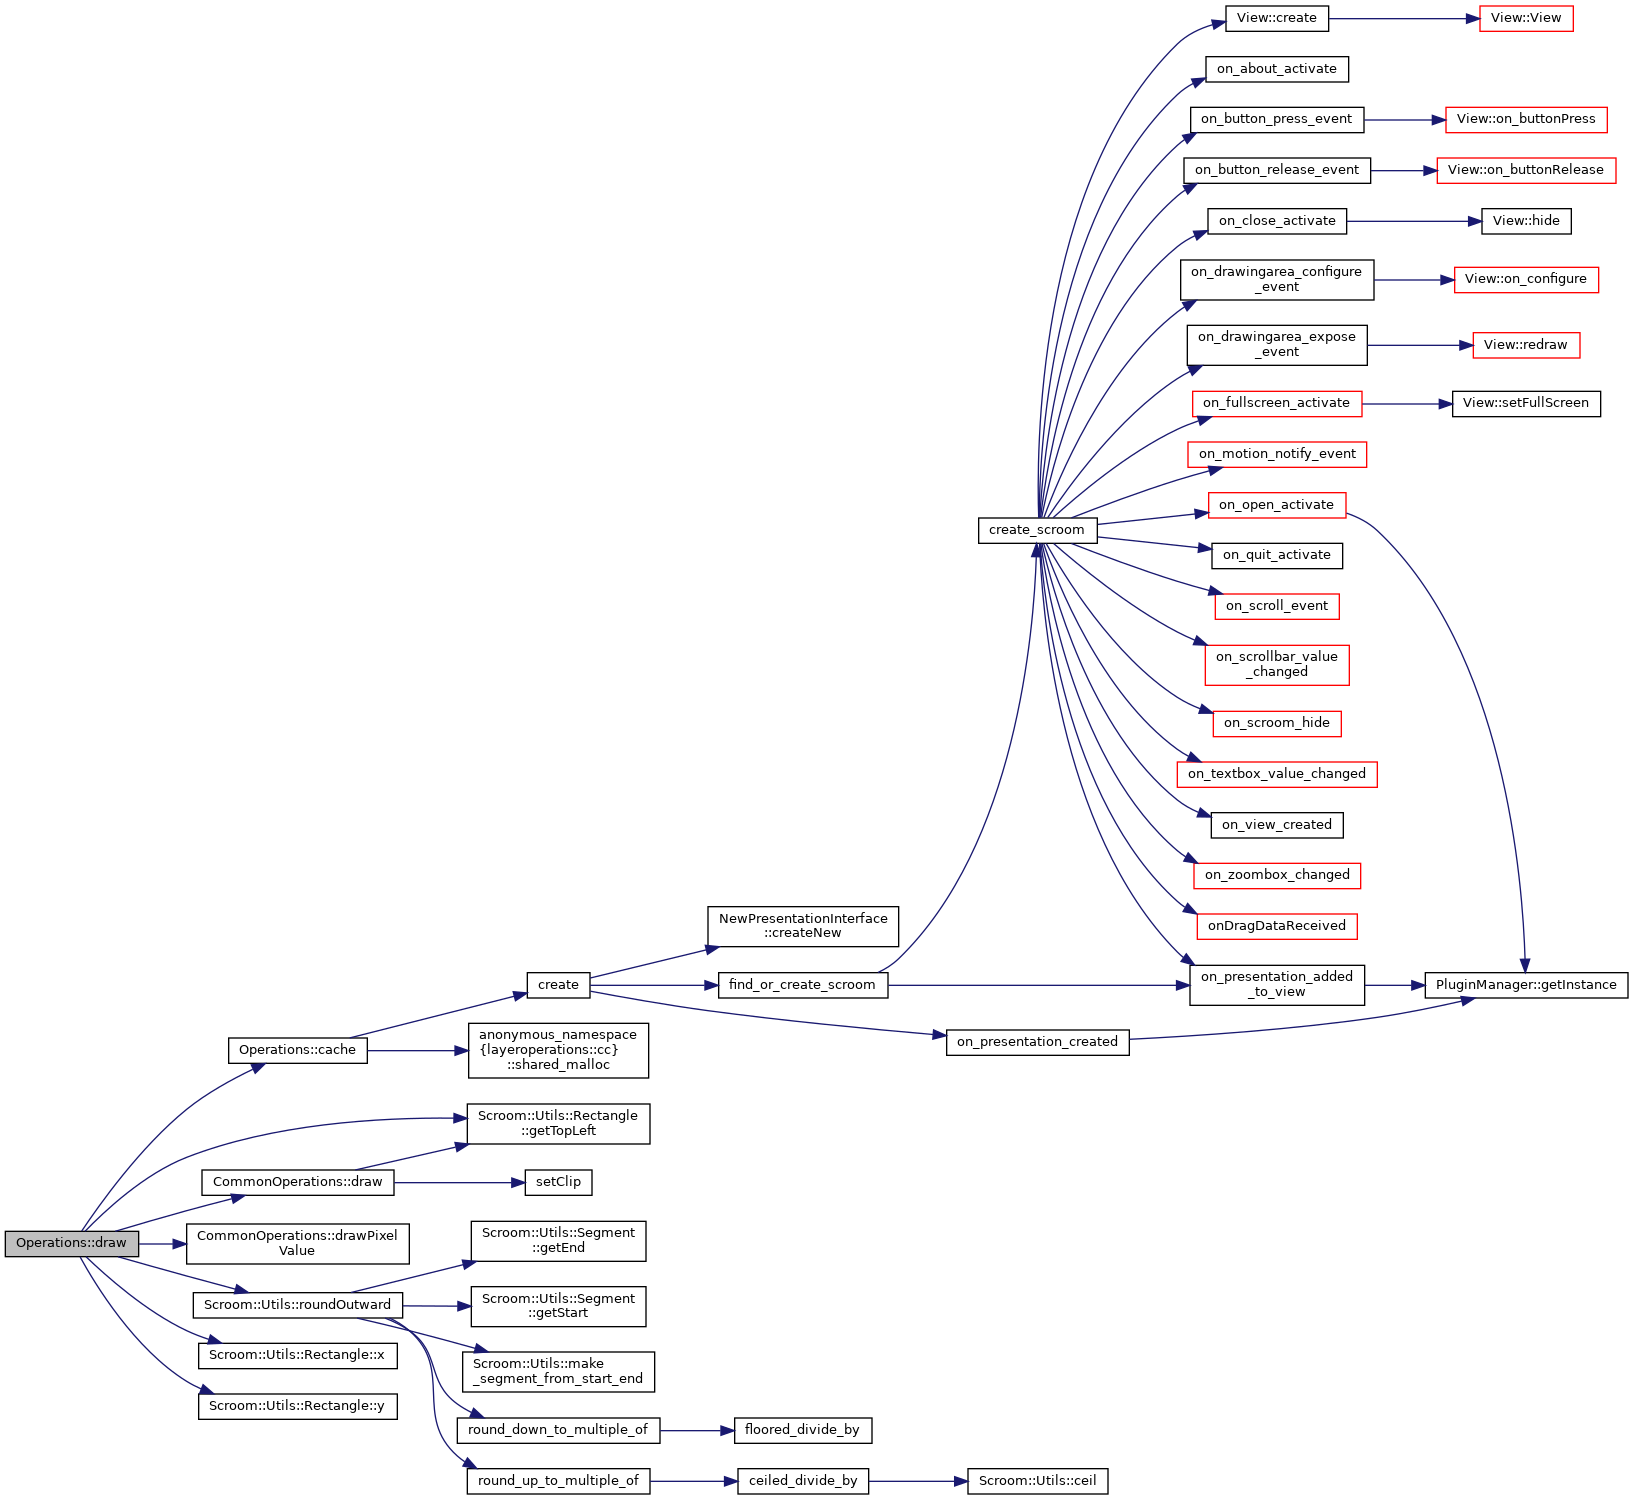 View::create
View::View
on_about_activate
on_button_press_event
View::on_buttonPress
on_button_release_event
View::on_buttonRelease
on_close_activate
View::hide
on_drawingarea_configure
_event
View::on_configure
on_drawingarea_expose
_event
View::redraw
on_fullscreen_activate
View::setFullScreen
on_motion_notify_event
on_open_activate
create_scroom
on_quit_activate
on_scroll_event
on_scrollbar_value
_changed
on_scroom_hide
on_textbox_value_changed
on_view_created
on_zoombox_changed
onDragDataReceived
NewPresentationInterface
::createNew
create
find_or_create_scroom
on_presentation_added
_to_view
PluginManager::getInstance
on_presentation_created
Operations::cache
anonymous_namespace
{layeroperations::cc}
::shared_malloc
Scroom::Utils::Rectangle
::getTopLeft
CommonOperations::draw
setClip
Operations::draw
CommonOperations::drawPixel
Value
Scroom::Utils::Segment
::getEnd
Scroom::Utils::roundOutward
Scroom::Utils::Segment
::getStart
Scroom::Utils::Rectangle::x
Scroom::Utils::make
_segment_from_start_end
Scroom::Utils::Rectangle::y
round_down_to_multiple_of
floored_divide_by
round_up_to_multiple_of
ceiled_divide_by
Scroom::Utils::ceil